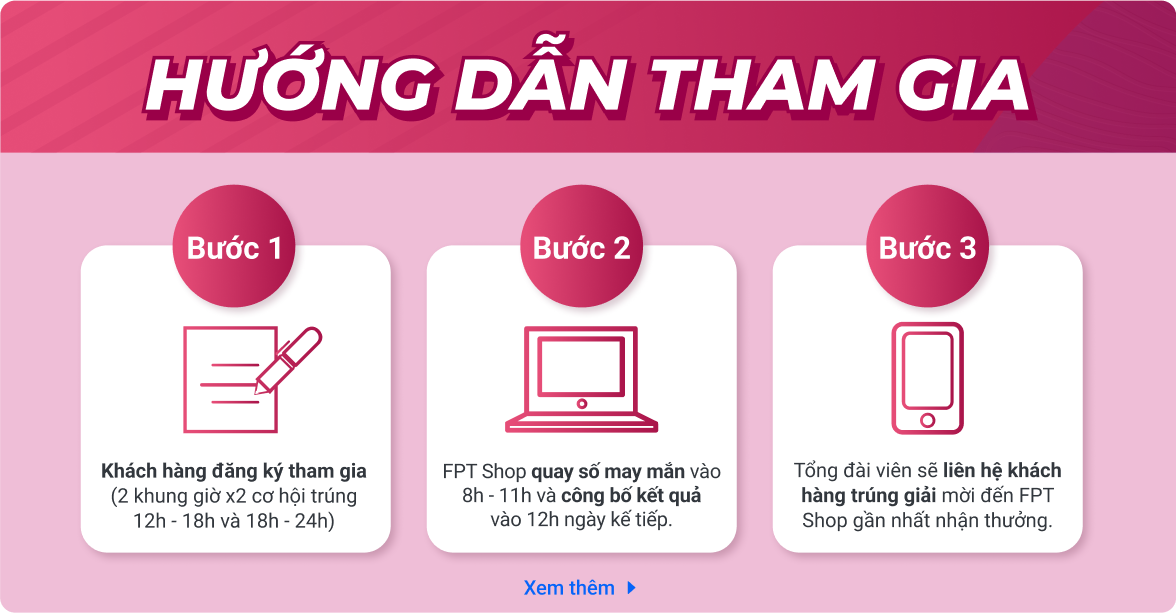 HƯỚNG DẪN THAM GIA
Bước 1
Khách hàng đăng ký tham gia
(2 khung giờ x2 cơ hội trúng
12h - 18h và 18h - 24h)
Bước 2
FPT Shop quay số may mắn vào
8h - 11h và công bố kết quả
vào 12h ngày kế tiếp.
Bước 3
Tổng đài viên sẽ liên hệ khách
hàng trúng giải mời đến FPT
Shop gần nhất nhận thưởng.
Xem thêm